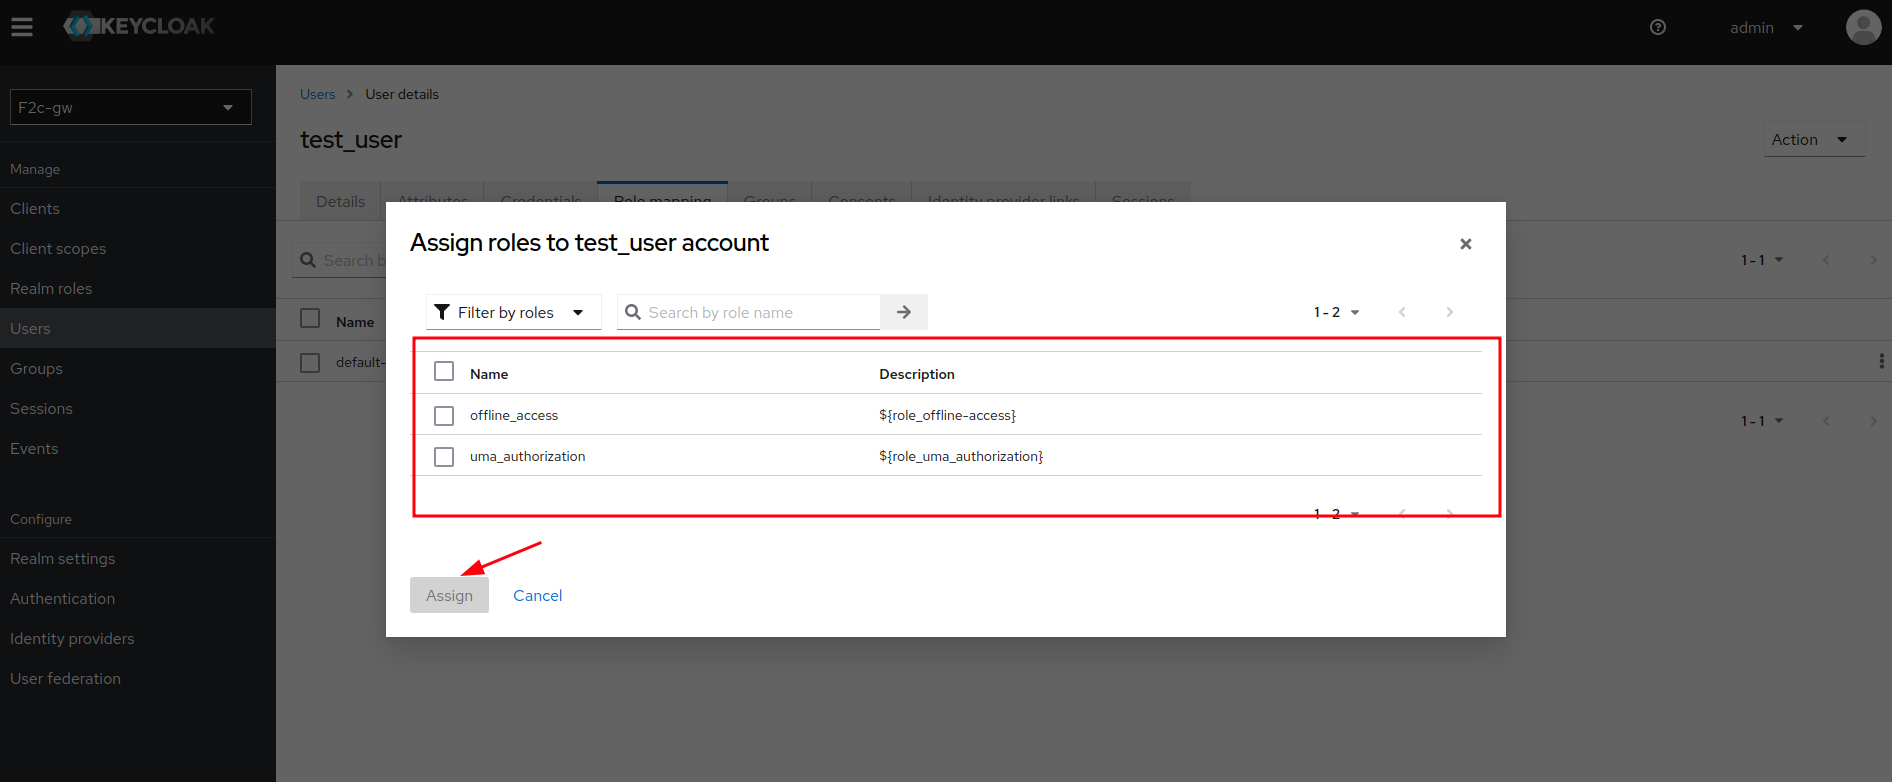 KEYCLOAK
admin
F2c-gw
Manage
Clients
Client scopes
Realm roles
Users
Groups
Sessions
Events
Configure
Realm settings
Authentication
Identity providers
User federation
Users > User details
test_user
Action
Details Attributes Credentials Role mapping Groups Consents Identity provider links Sessions
Search b
1 - 1
Name
default-
1 - 1
Assign roles to test_user account
Filter by roles
Search by role name
1 - 2
Name Description
offline_access ${role_offline-access}
uma_authorization ${role_uma_authorization}
1 - 2
Assign Cancel